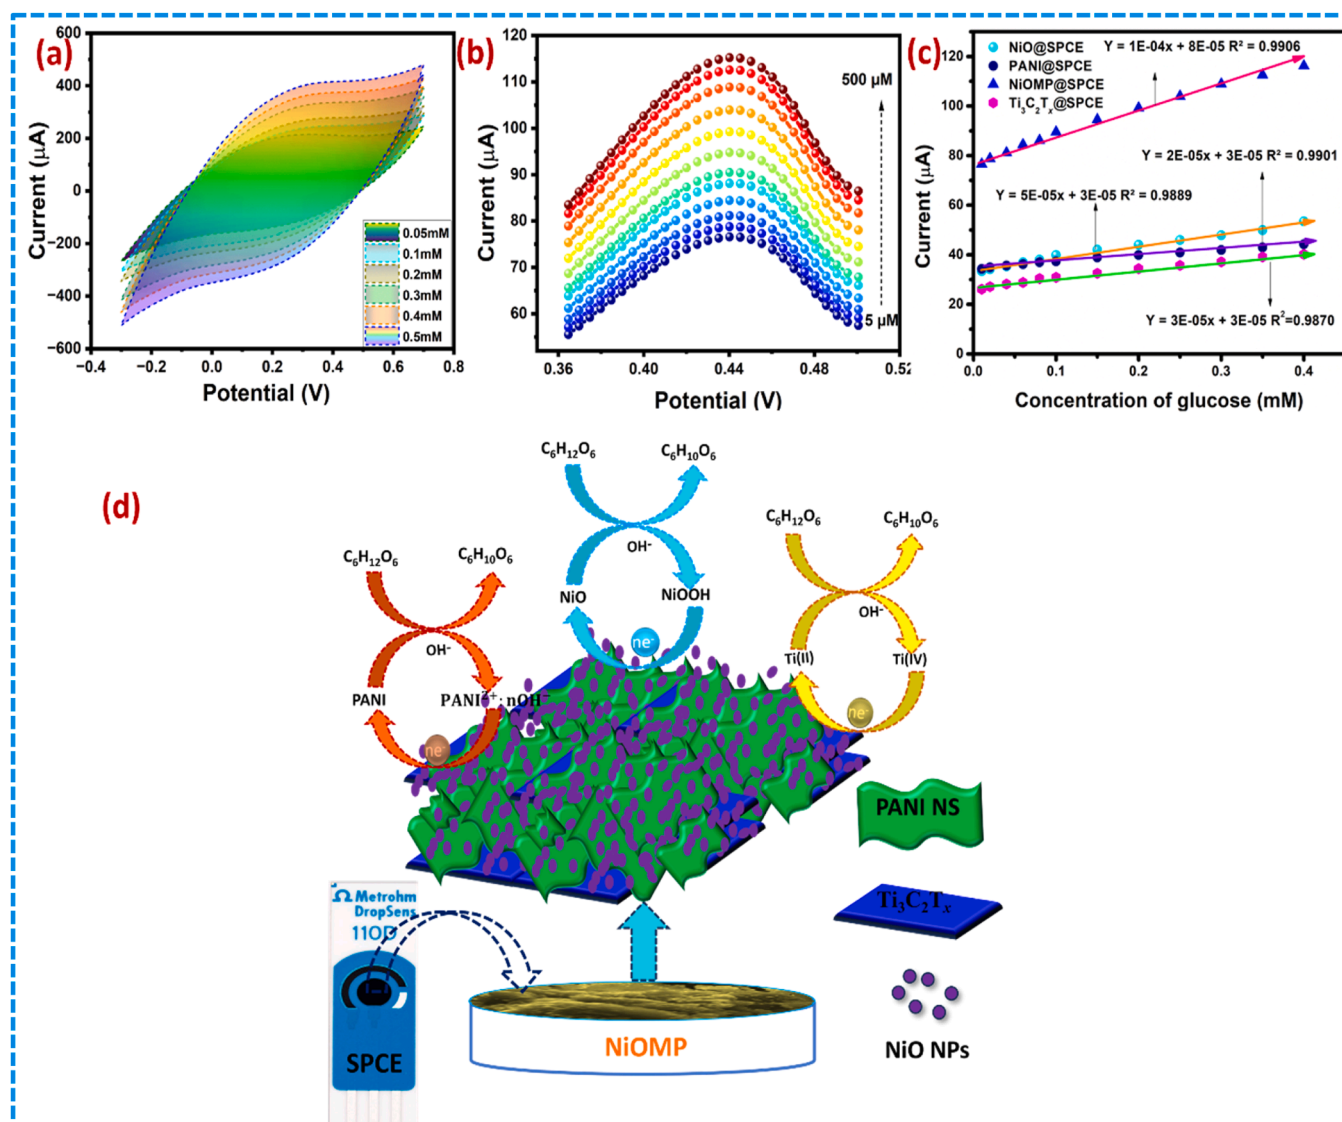 (a)
600
400
200
0
−200
−400
−600
−0.4
−0.2
0.0
0.2
0.4
0.6
0.8
Current (μA)
Potential (V)
0.05mM
0.1mM
0.2mM
0.3mM
0.4mM
0.5mM
(b)
120
110
100
90
80
70
60
0.36
0.40
0.44
0.48
0.52
Current (μA)
Potential (V)
500 μM
5 μM
(c)
120
100
80
60
40
20
0
0.0
0.1
0.2
0.3
0.4
Current (μA)
Concentration of glucose (mM)
NiO@SPCE
PANI@SPCE
NiOMP@SPCE
Ti₃C₂Tₓ@SPCE
Y = 1E-04x + 8E-05 R² = 0.9906
Y = 2E-05x + 3E-05 R² = 0.9901
Y = 5E-05x + 3E-05 R² = 0.9889
Y = 3E-05x + 3E-05 R²=0.9870
(d)
C₆H₁₂O₆
C₆H₁₀O₆
OH⁻
PANI
PANI²⁺·nOH⁻
ne⁻
C₆H₁₂O₆
C₆H₁₀O₆
OH⁻
NiO
NiOOH
ne⁻
C₆H₁₂O₆
C₆H₁₀O₆
OH⁻
Ti(II)
Ti(IV)
ne⁻
PANI NS
Ti₃C₂Tₓ
NiO NPs
Metrohm
DropSens
110D
SPCE
NiOMP